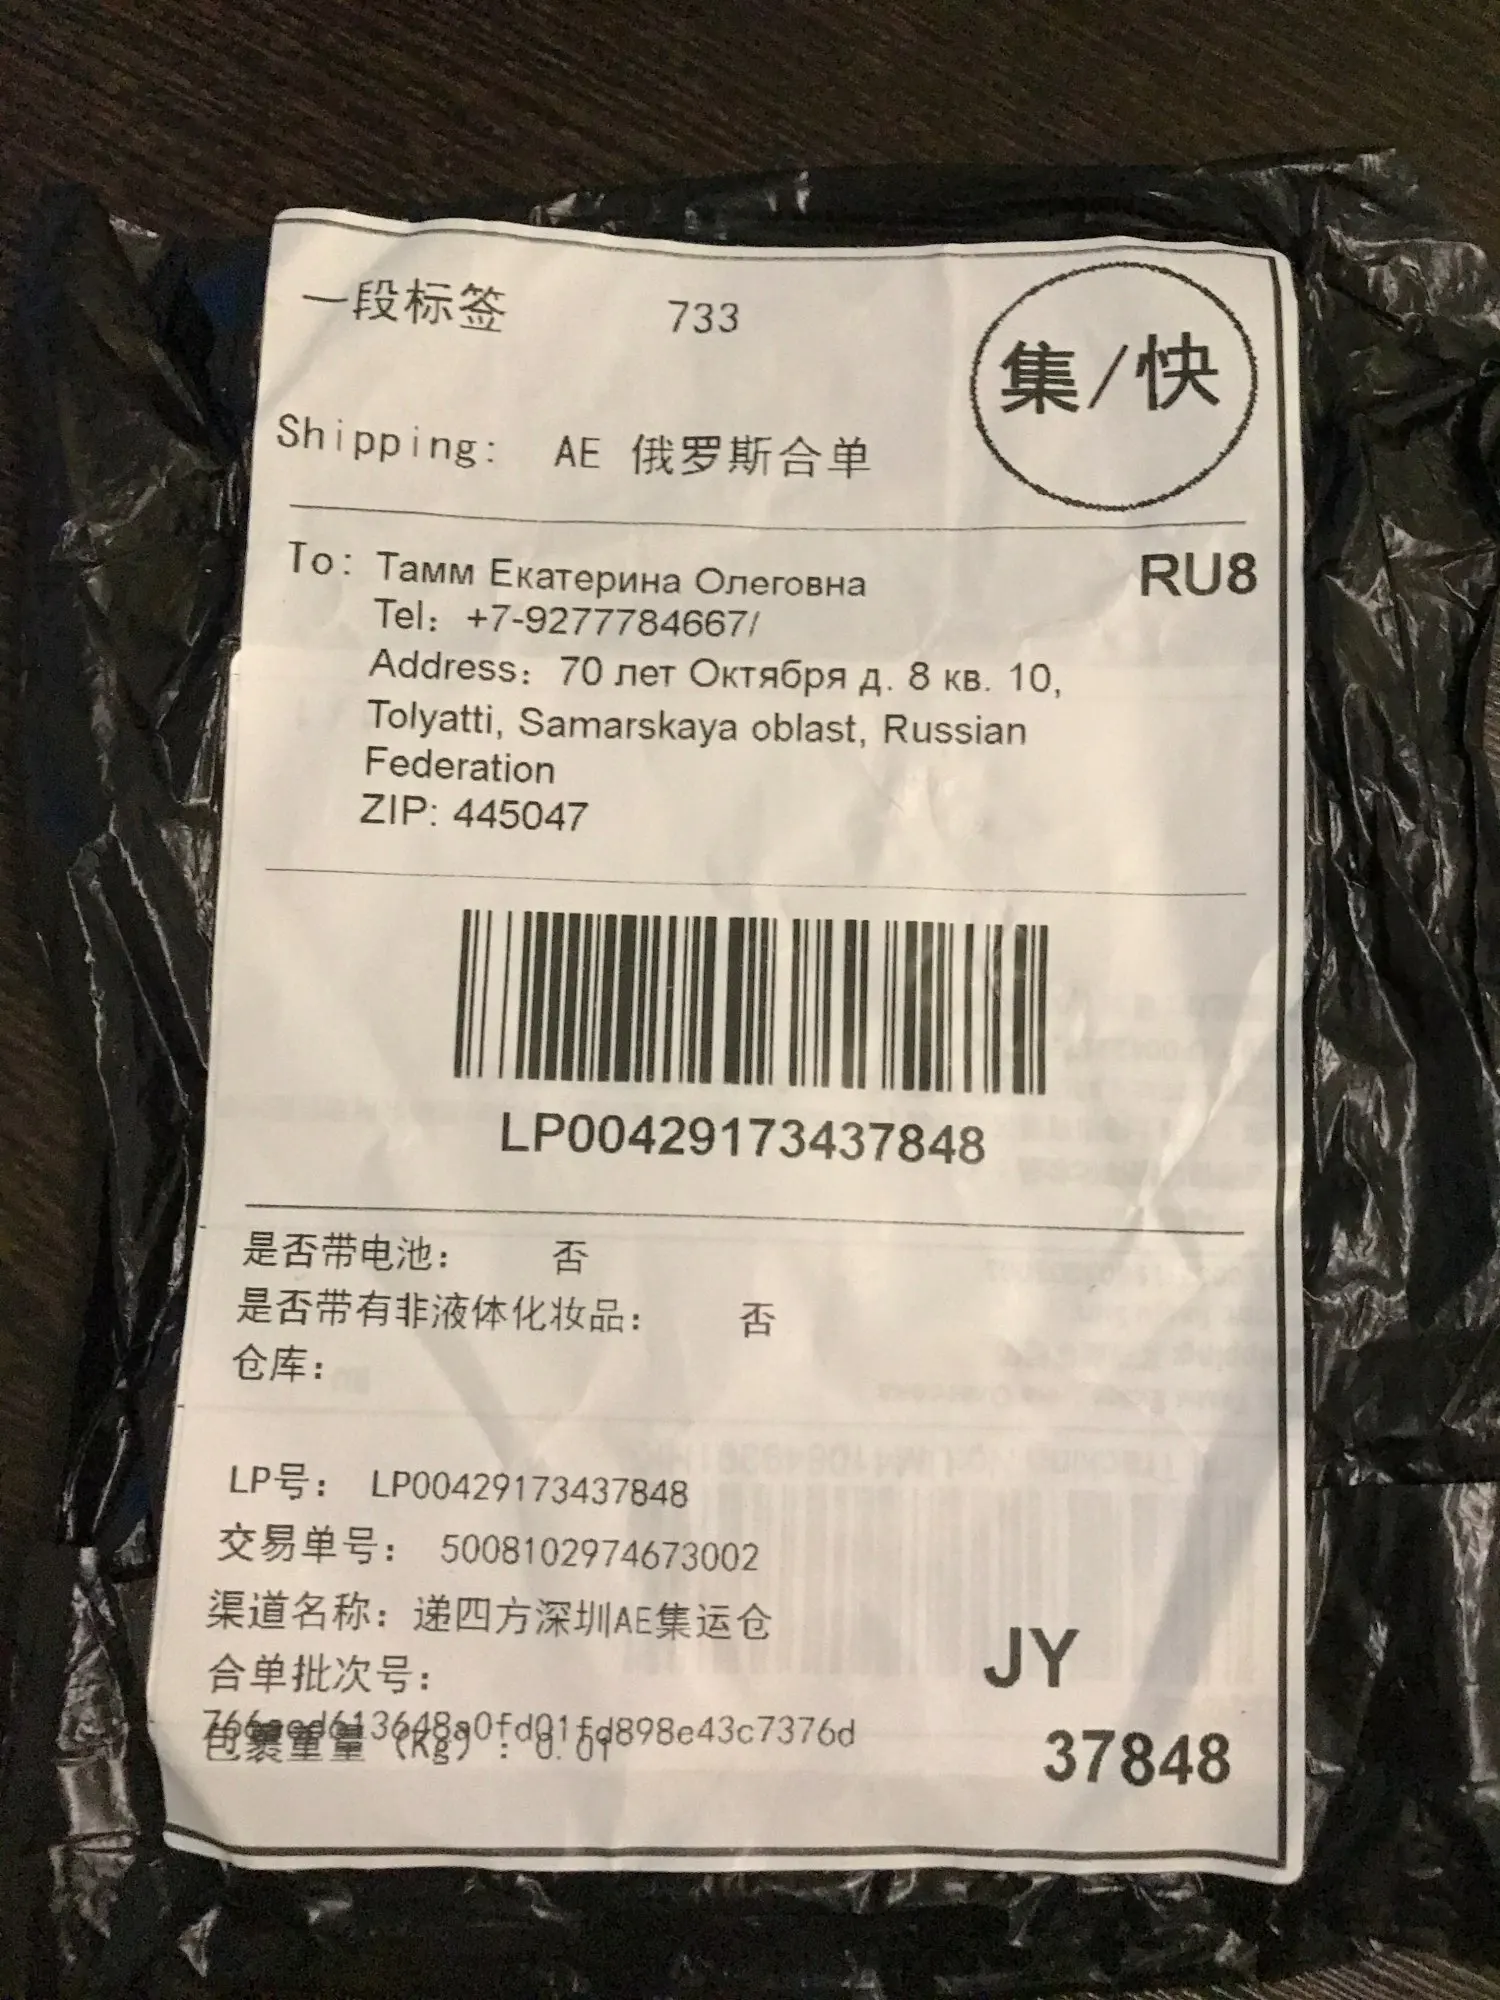 一段标签 733
集/快
Shipping: AE 俄罗斯合单
To: Тамм Екатерина Олеговна
RU8
Tel: +7-9277784667/
Address: 70 лет Октября д. 8 кв. 10,
Tolyatti, Samarskaya oblast, Russian
Federation
ZIP: 445047
LP00429173437848
是否带电池: 否
是否带有非液体化妆品: 否
仓库:
LP号: LP00429173437848
交易单号: 5008102974673002
渠道名称: 递四方深圳AE集运仓
JY
合单批次号:
包裹重量 (Kg) : 0.01
37848